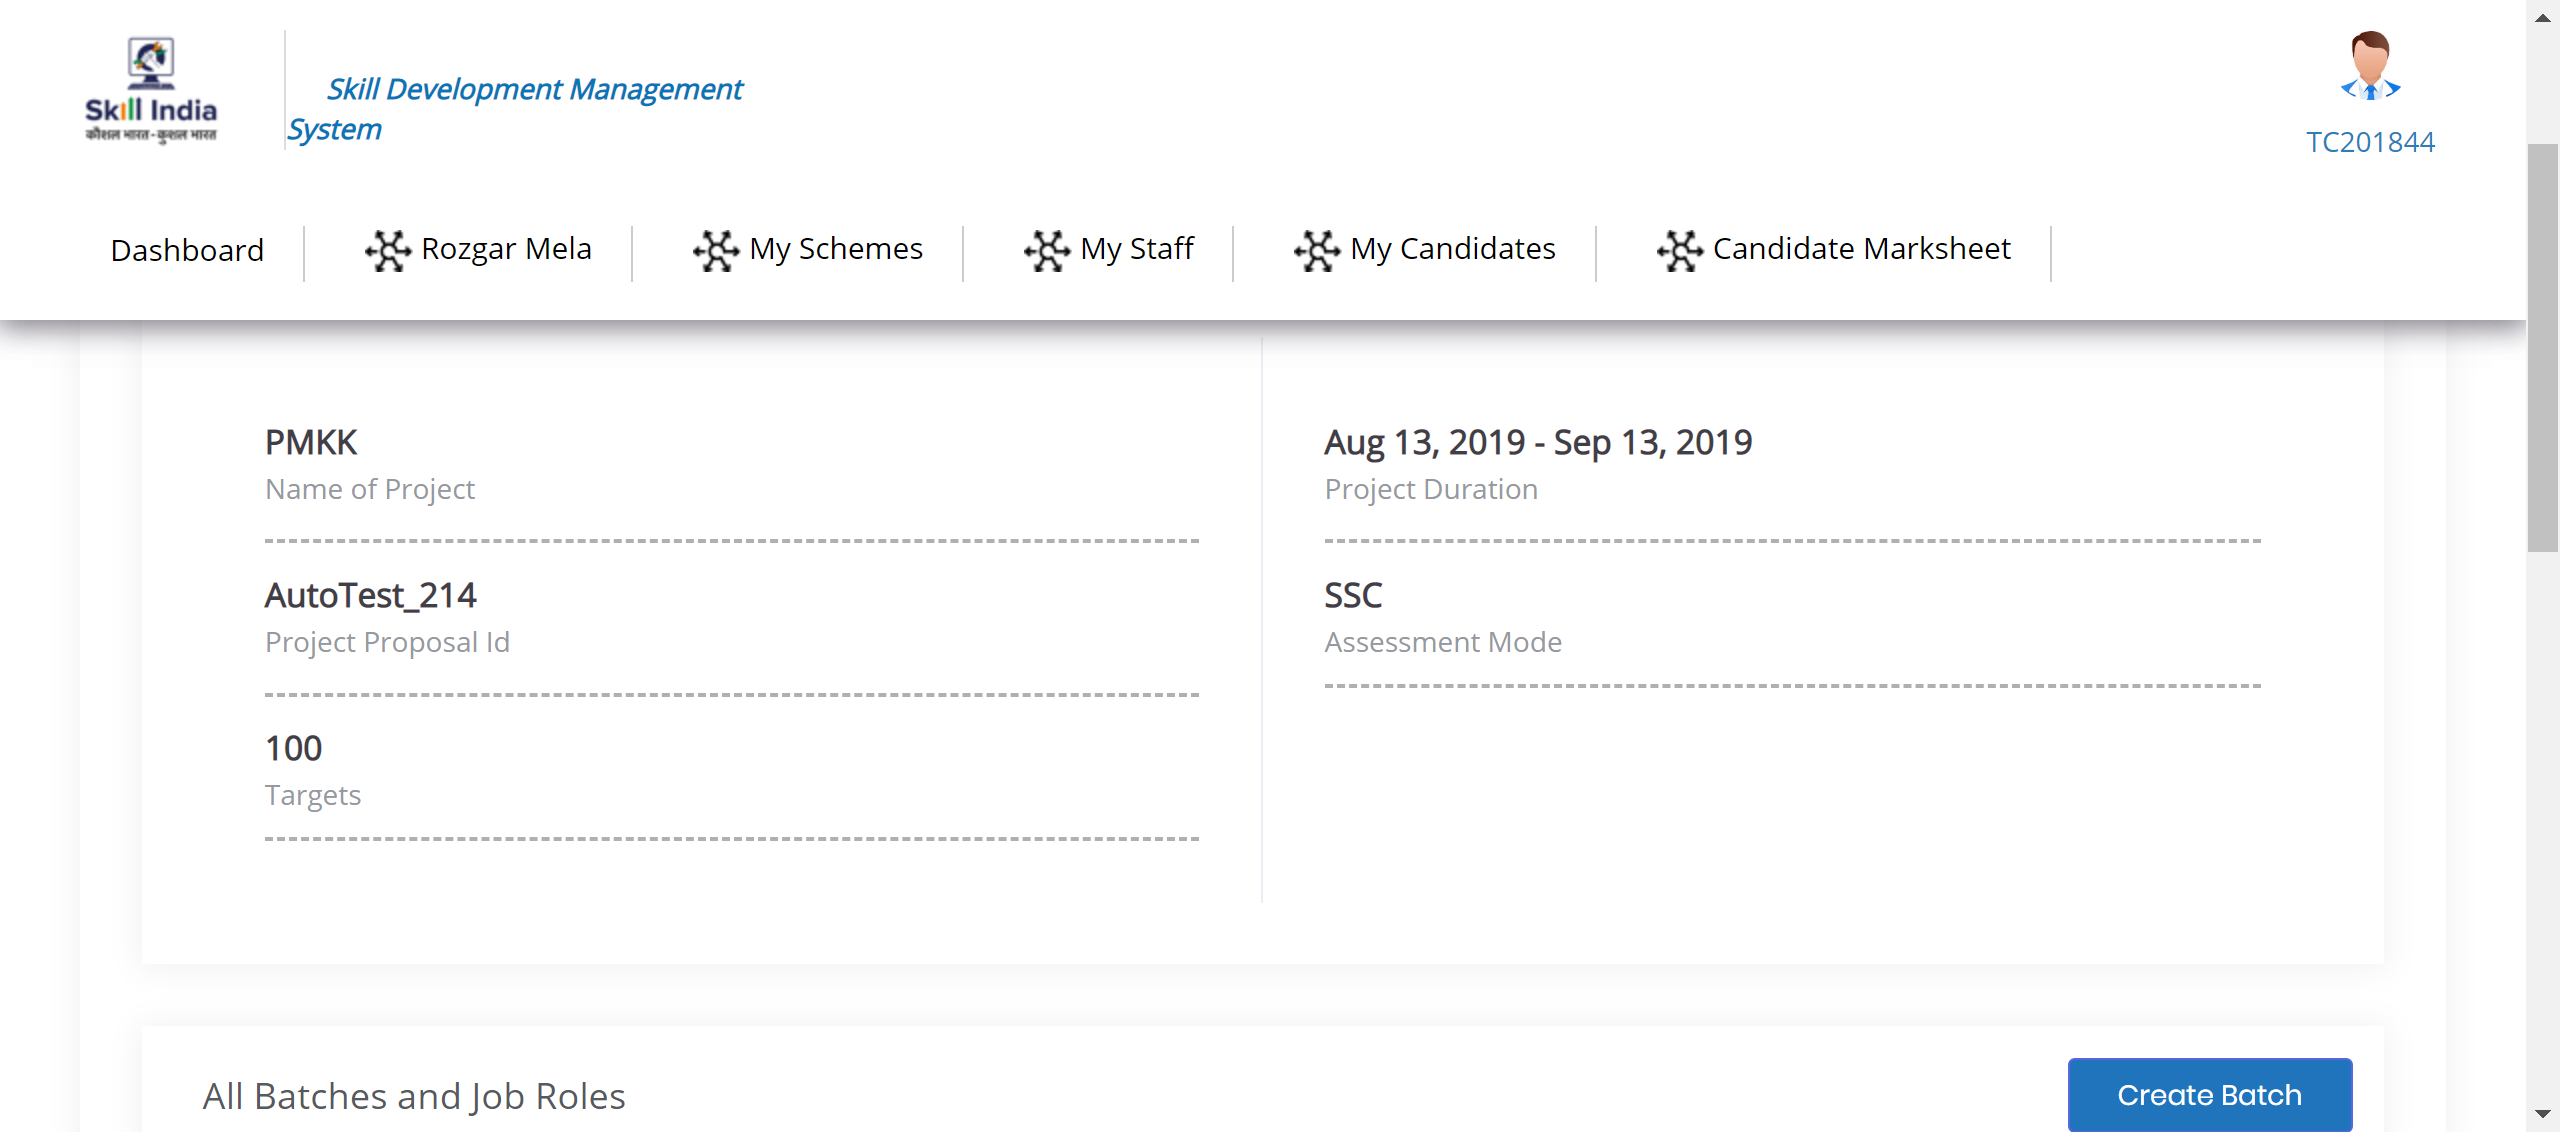 Skill India
कौशल भारत - कुशल भारत
Skill Development Management
System
TC201844
Dashboard
Rozgar Mela
My Schemes
My Staff
My Candidates
Candidate Marksheet
PMKK
Name of Project
Aug 13, 2019 - Sep 13, 2019
Project Duration
AutoTest_214
Project Proposal Id
SSC
Assessment Mode
100
Targets
All Batches and Job Roles
Create Batch